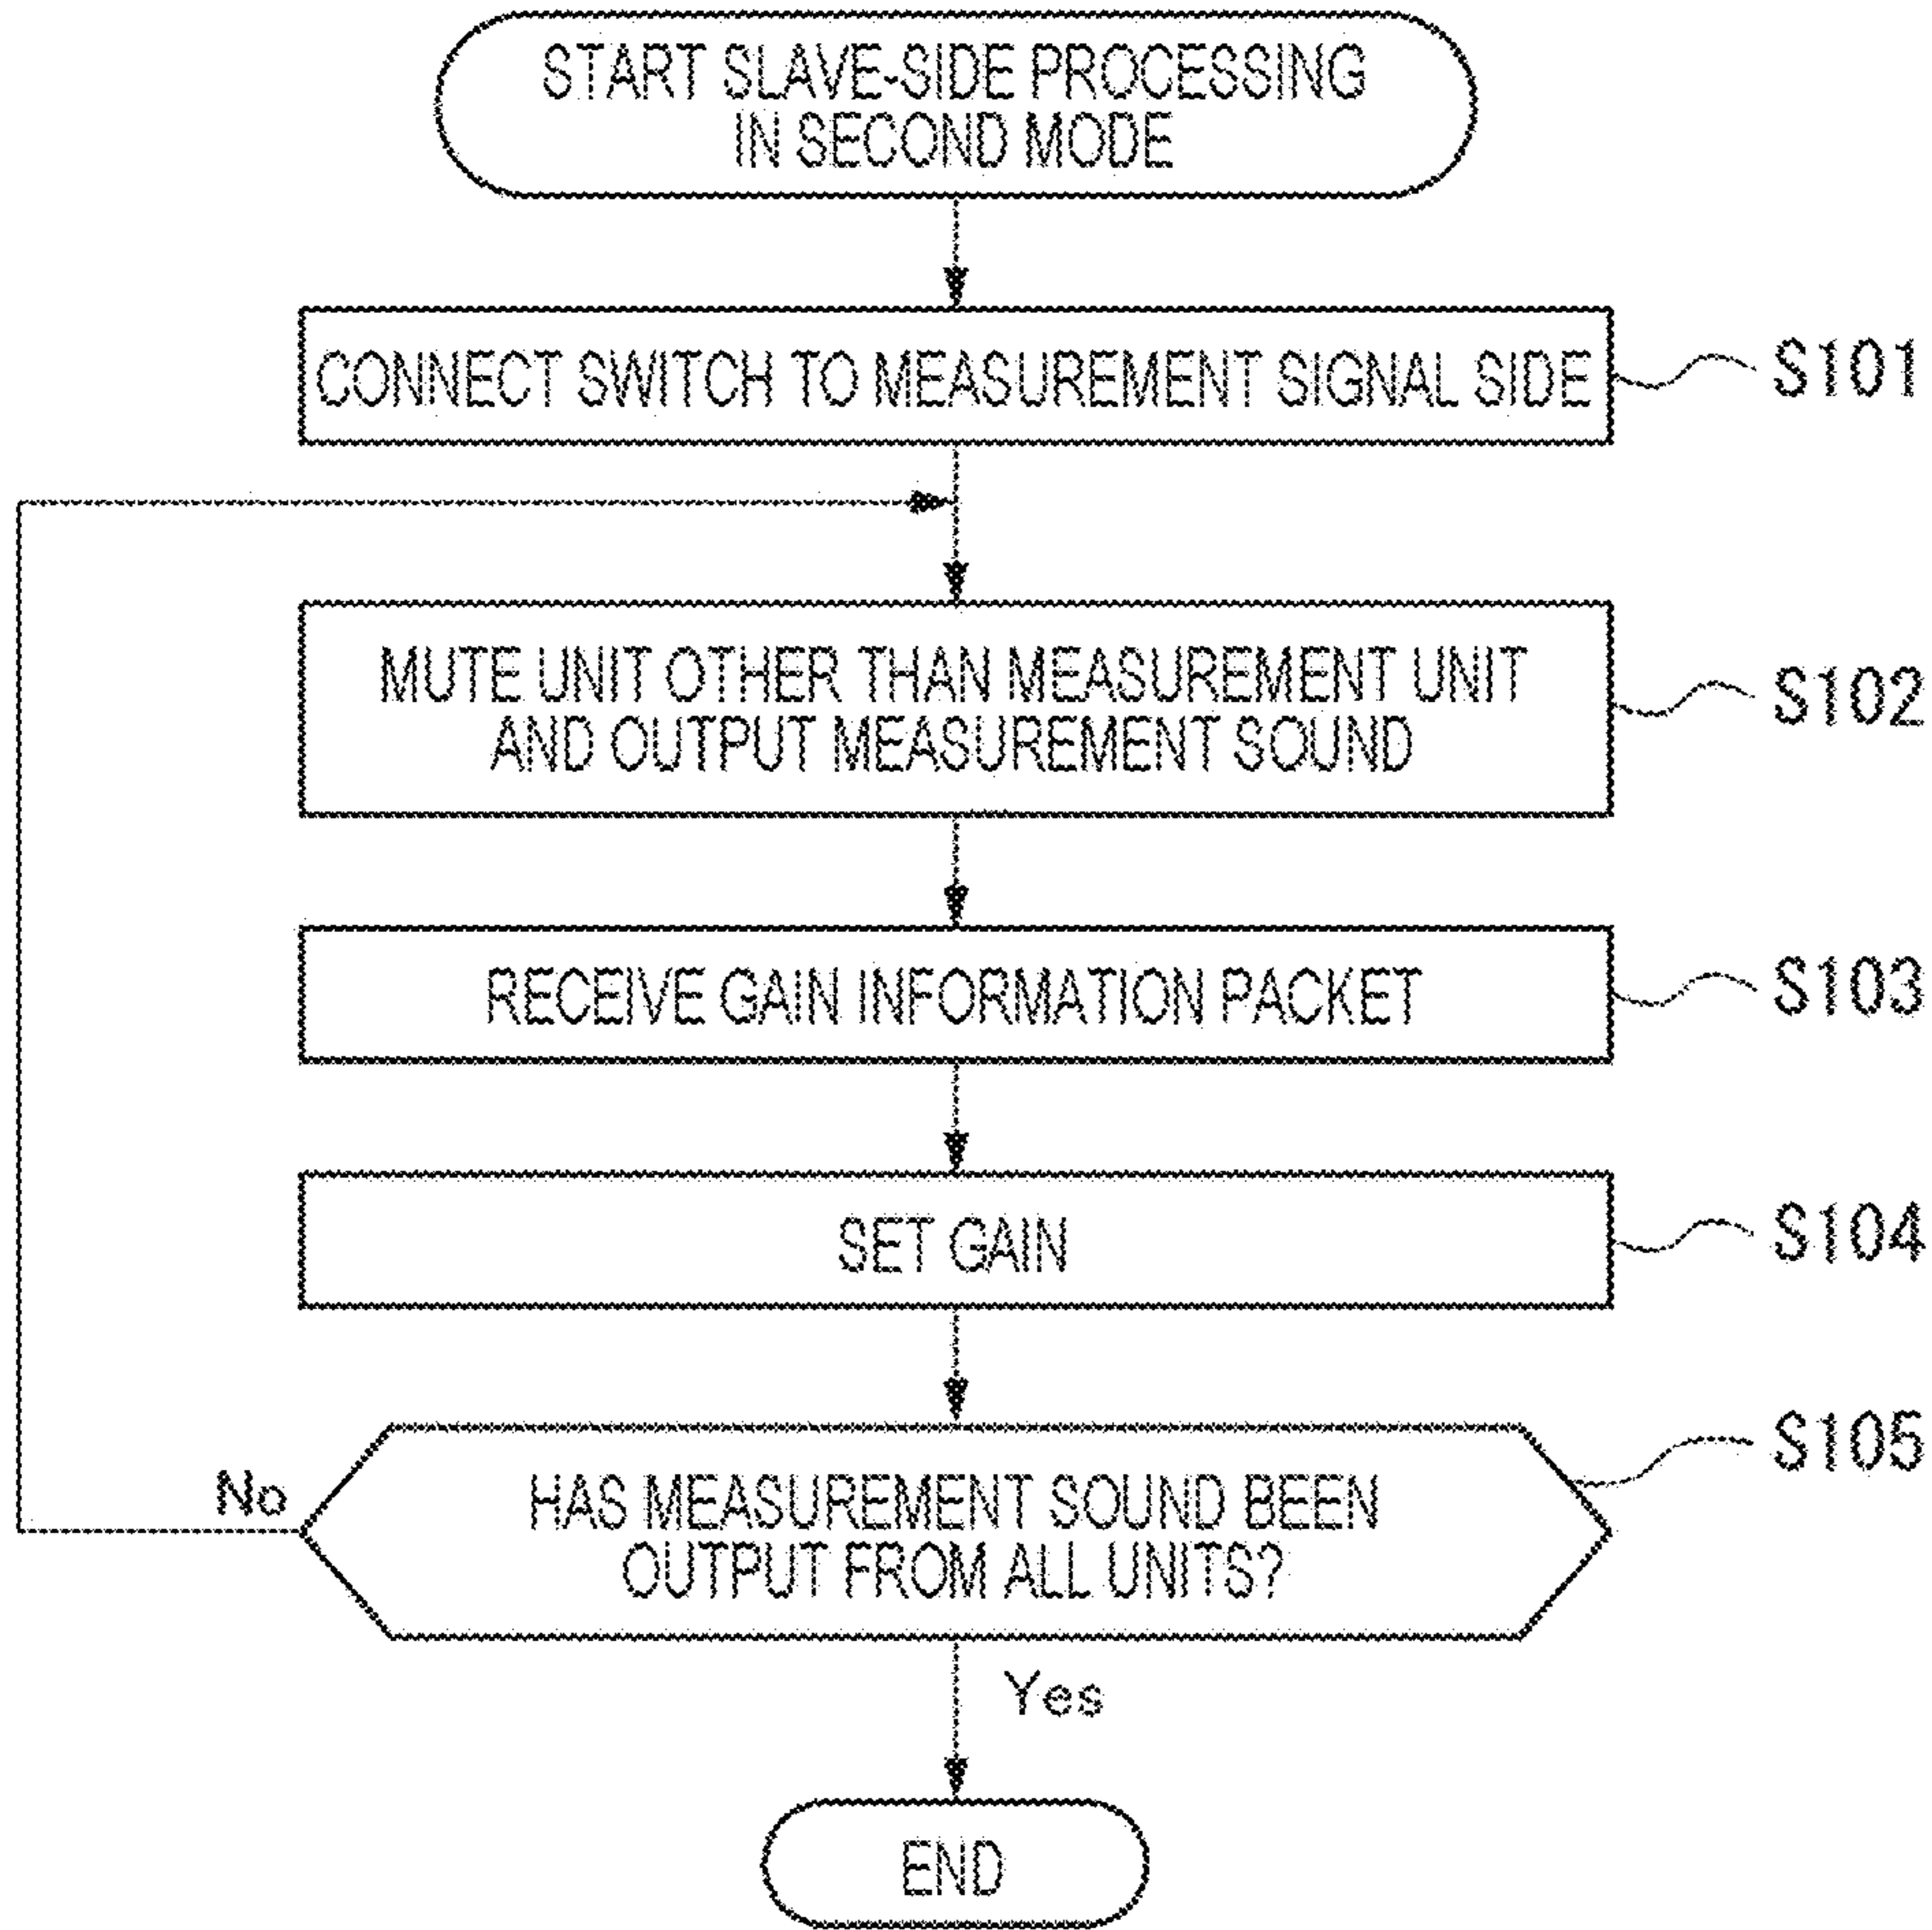 START SLAVE-SIDE PROCESSING
IN SECOND MODE
CONNECT SWITCH TO MEASUREMENT SIGNAL SIDE
S101
MUTE UNIT OTHER THAN MEASUREMENT UNIT
AND OUTPUT MEASUREMENT SOUND
S102
RECEIVE GAIN INFORMATION PACKET
S103
SET GAIN
S104
HAS MEASUREMENT SOUND BEEN
OUTPUT FROM ALL UNITS?
S105
No
Yes
END